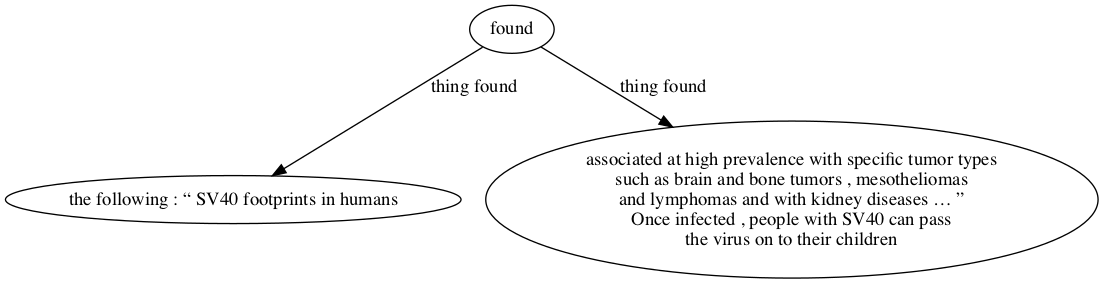 found
thing found
thing found
the following : “ SV40 footprints in humans
associated at high prevalence with specific tumor types
such as brain and bone tumors , mesotheliomas
and lymphomas and with kidney diseases … ”
Once infected , people with SV40 can pass
the virus on to their children